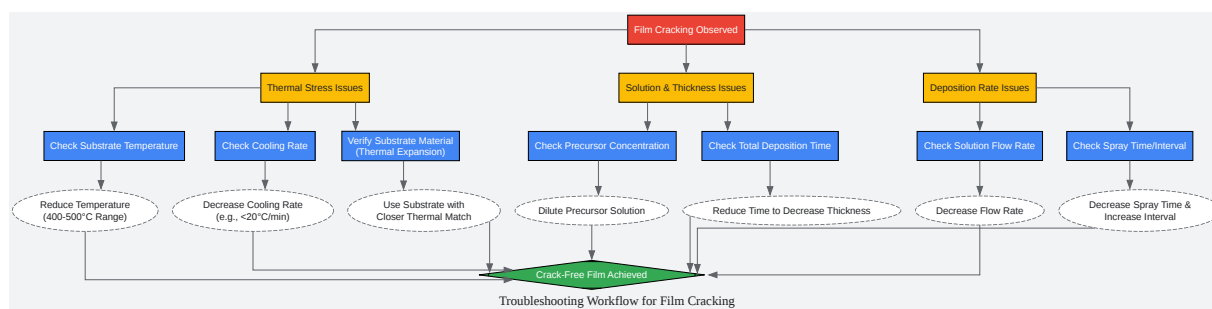 Film Cracking Observed
Thermal Stress Issues
Solution & Thickness Issues
Deposition Rate Issues
Check Substrate Temperature
Check Cooling Rate
Verify Substrate Material
(Thermal Expansion)
Check Precursor Concentration
Check Total Deposition Time
Check Solution Flow Rate
Check Spray Time/Interval
Reduce Temperature
(400-500°C Range)
Decrease Cooling Rate
(e.g., <20°C/min)
Use Substrate with
Closer Thermal Match
Dilute Precursor Solution
Reduce Time to Decrease Thickness
Decrease Flow Rate
Decrease Spray Time &
Increase Interval
Crack-Free Film Achieved
Troubleshooting Workflow for Film Cracking